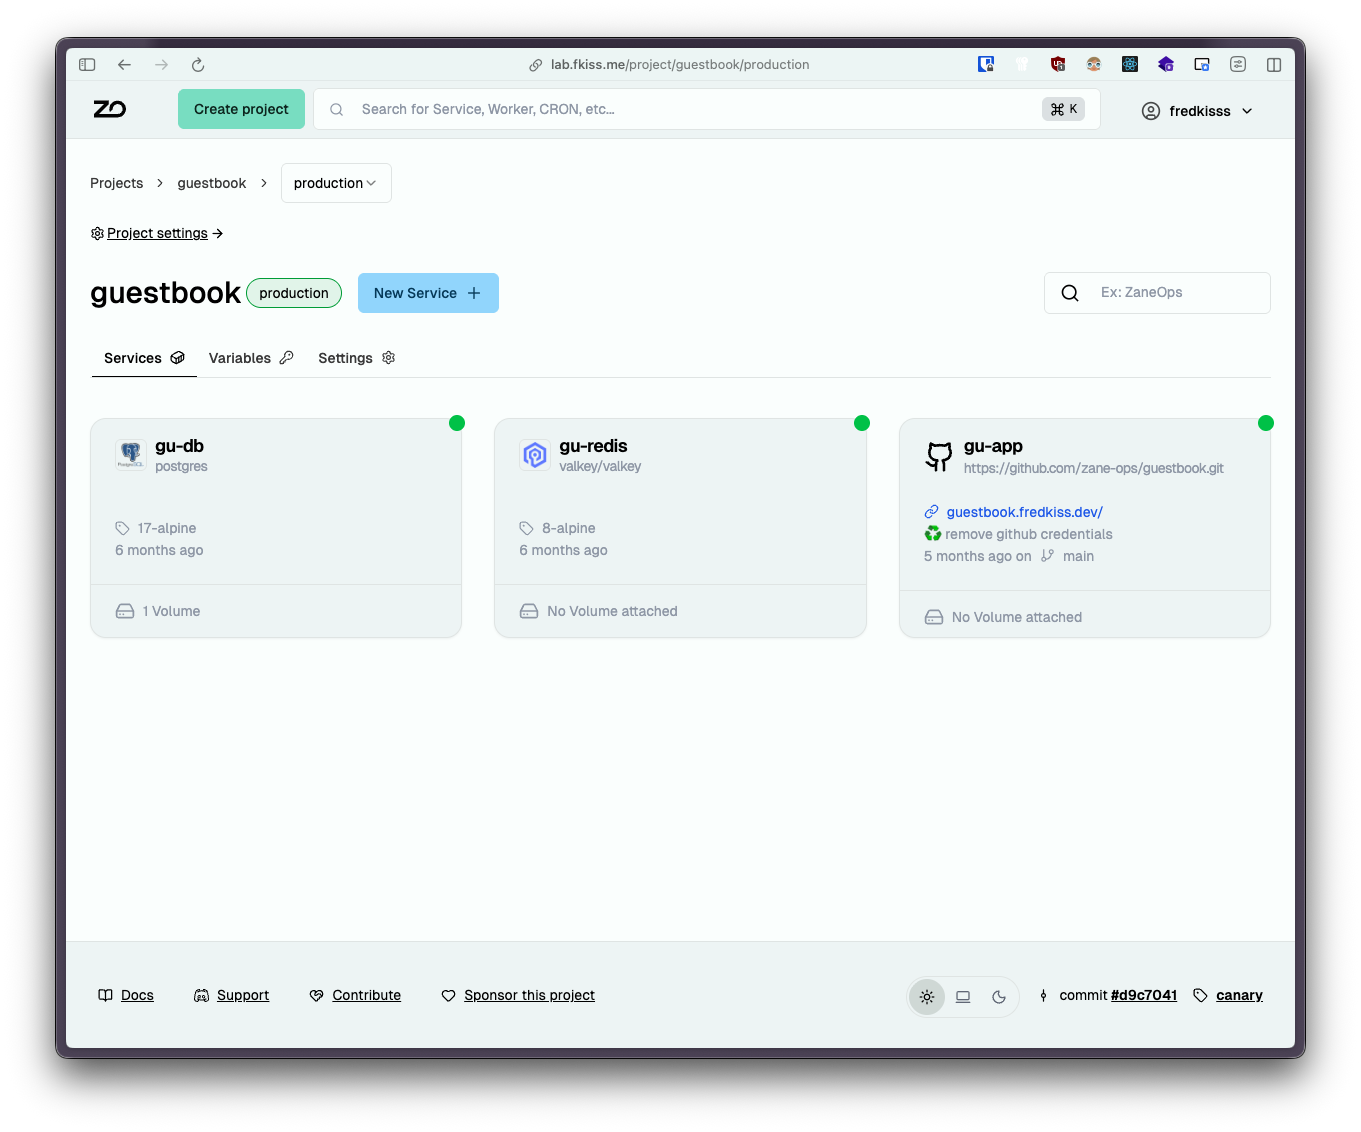 lab.fkiss.me/project/guestbook/production
ZO
Create project
Search for Service, Worker, CRON, etc...
⌘ K
fredkisss
Projects
guestbook
production
Project settings
guestbook
production
New Service
Ex: ZaneOps
Services
Variables
Settings
gu-db
postgres
17-alpine
6 months ago
1 Volume
gu-redis
valkey/valkey
8-alpine
6 months ago
No Volume attached
gu-app
https://github.com/zane-ops/guestbook.git
guestbook.fredkiss.dev/
♻️ remove github credentials
5 months ago on main
No Volume attached
Docs
Support
Contribute
Sponsor this project
commit #d9c7041
canary